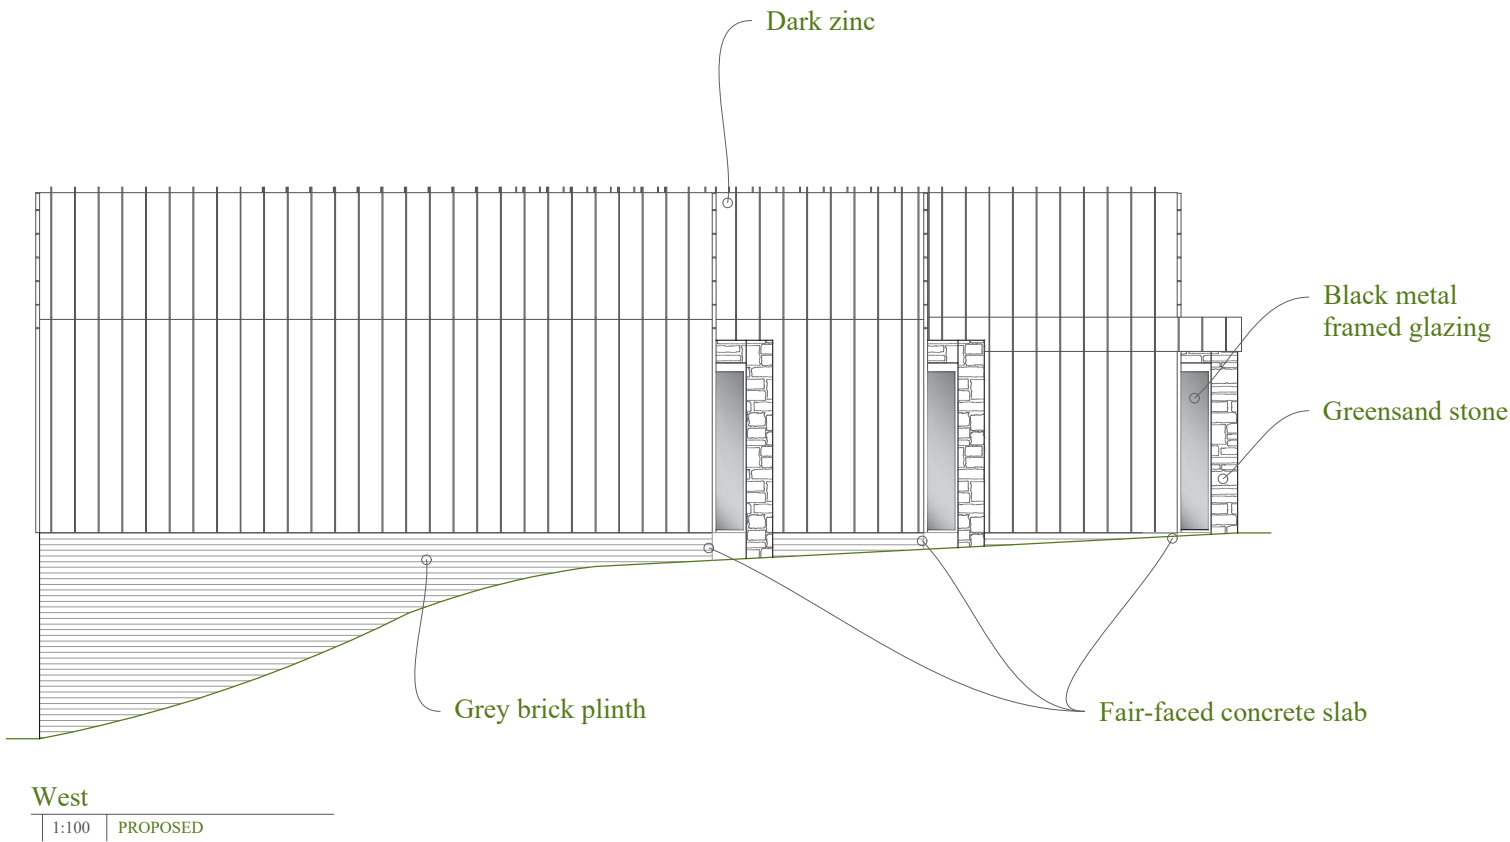 Dark zinc
Black metal
framed glazing
Greensand stone
Grey brick plinth
Fair-faced concrete slab
West
1:100 PROPOSED